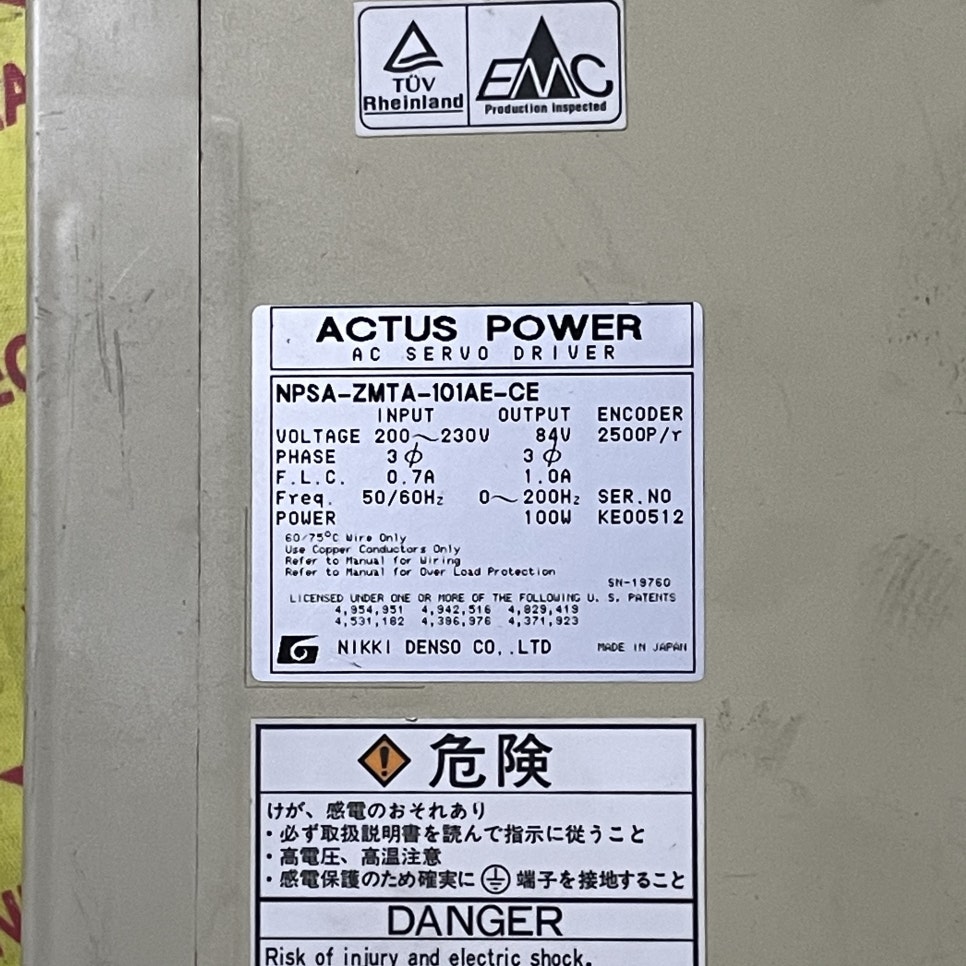 TÜV
Rheinland
EMC
Production Inspected
ACTUS POWER
AC SERVO DRIVER
NPSA-ZMTA-101AE-CE
INPUT OUTPUT ENCODER
VOLTAGE 200～230V 84V 2500P/r
PHASE 3ϕ 3ϕ
F.L.C. 0.7A 1.0A
Freq. 50/60Hz 0～200Hz SER.NO
POWER 100W KE00512
60/75°C Wire Only
Use Copper Conductors Only
Refer to Manual for Wiring
Refer to Manual for Over Load Protection
SN-19760
LICENSED UNDER ONE OR MORE OF THE FOLLOWING U. S. PATENTS
4,954,951 4,942,516 4,829,419
4,531,182 4,396,976 4,371,923
NIKKI DENSO CO,.LTD MADE IN JAPAN
危険
けが、感電のおそれあり
・必ず取扱説明書を読んで指示に従うこと
・高電圧、高温注意
・感電保護のため確実に端子を接地すること
DANGER
Risk of injury and electric shock.